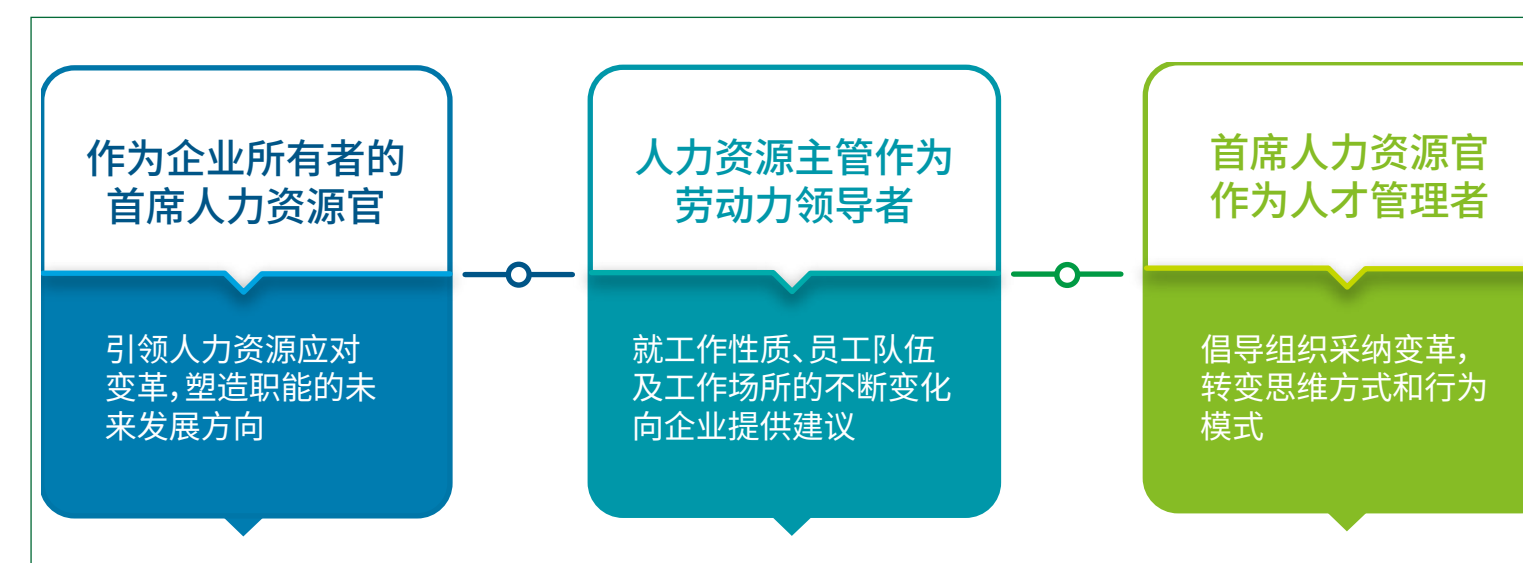 作为企业所有者的
首席人力资源官
引领人力资源应对
变革，塑造职能的未
来发展方向
人力资源主管作为
劳动力领导者
就工作性质、员工队伍
及工作场所的不断变化
向企业提供建议
首席人力资源官
作为人才管理者
倡导组织采纳变革，
转变思维方式和行为
模式